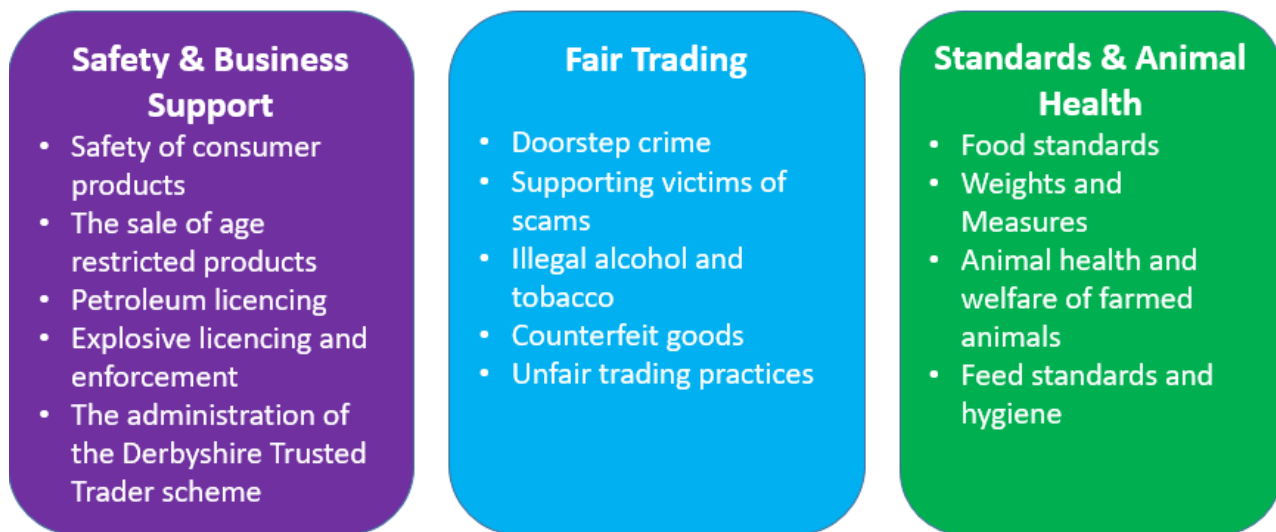 Safety & Business
Support
• Safety of consumer
products
• The sale of age
restricted products
• Petroleum licencing
• Explosive licencing and
enforcement
• The administration of
the Derbyshire Trusted
Trader scheme
Fair Trading
• Doorstep crime
• Supporting victims of
scams
• Illegal alcohol and
tobacco
• Counterfeit goods
• Unfair trading practices
Standards & Animal
Health
• Food standards
• Weights and
Measures
• Animal health and
welfare of farmed
animals
• Feed standards and
hygiene